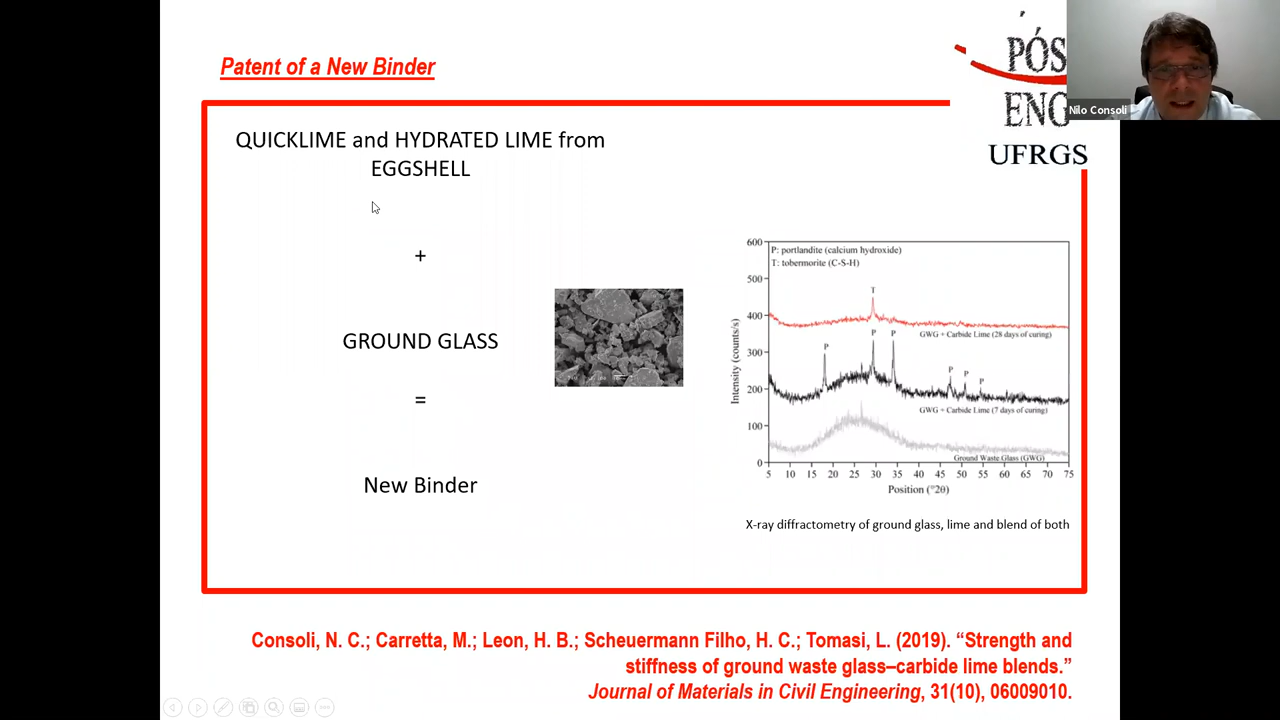 Patent of a New Binder
PÓS
ENG
UFRGS
Nilo Consoli
QUICKLIME and HYDRATED LIME from
EGGSHELL
+
GROUND GLASS
=
New Binder
600
500
400
300
200
100
0
Intensity (counts/s)
P: portlandite (calcium hydroxide)
T: tobermorite (C-S-H)
T
GWG + Carbide Lime (28 days of curing)
P
P
P
P
P
P
GWG + Carbide Lime (7 days of curing)
Ground Waste Glass (GWG)
5 10 15 20 25 30 35 40 45 50 55 60 65 70 75
Position (°2θ)
X-ray diffractometry of ground glass, lime and blend of both
Consoli, N. C.; Carretta, M.; Leon, H. B.; Scheuermann Filho, H. C.; Tomasi, L. (2019). “Strength and
stiffness of ground waste glass–carbide lime blends.”
Journal of Materials in Civil Engineering, 31(10), 06009010.